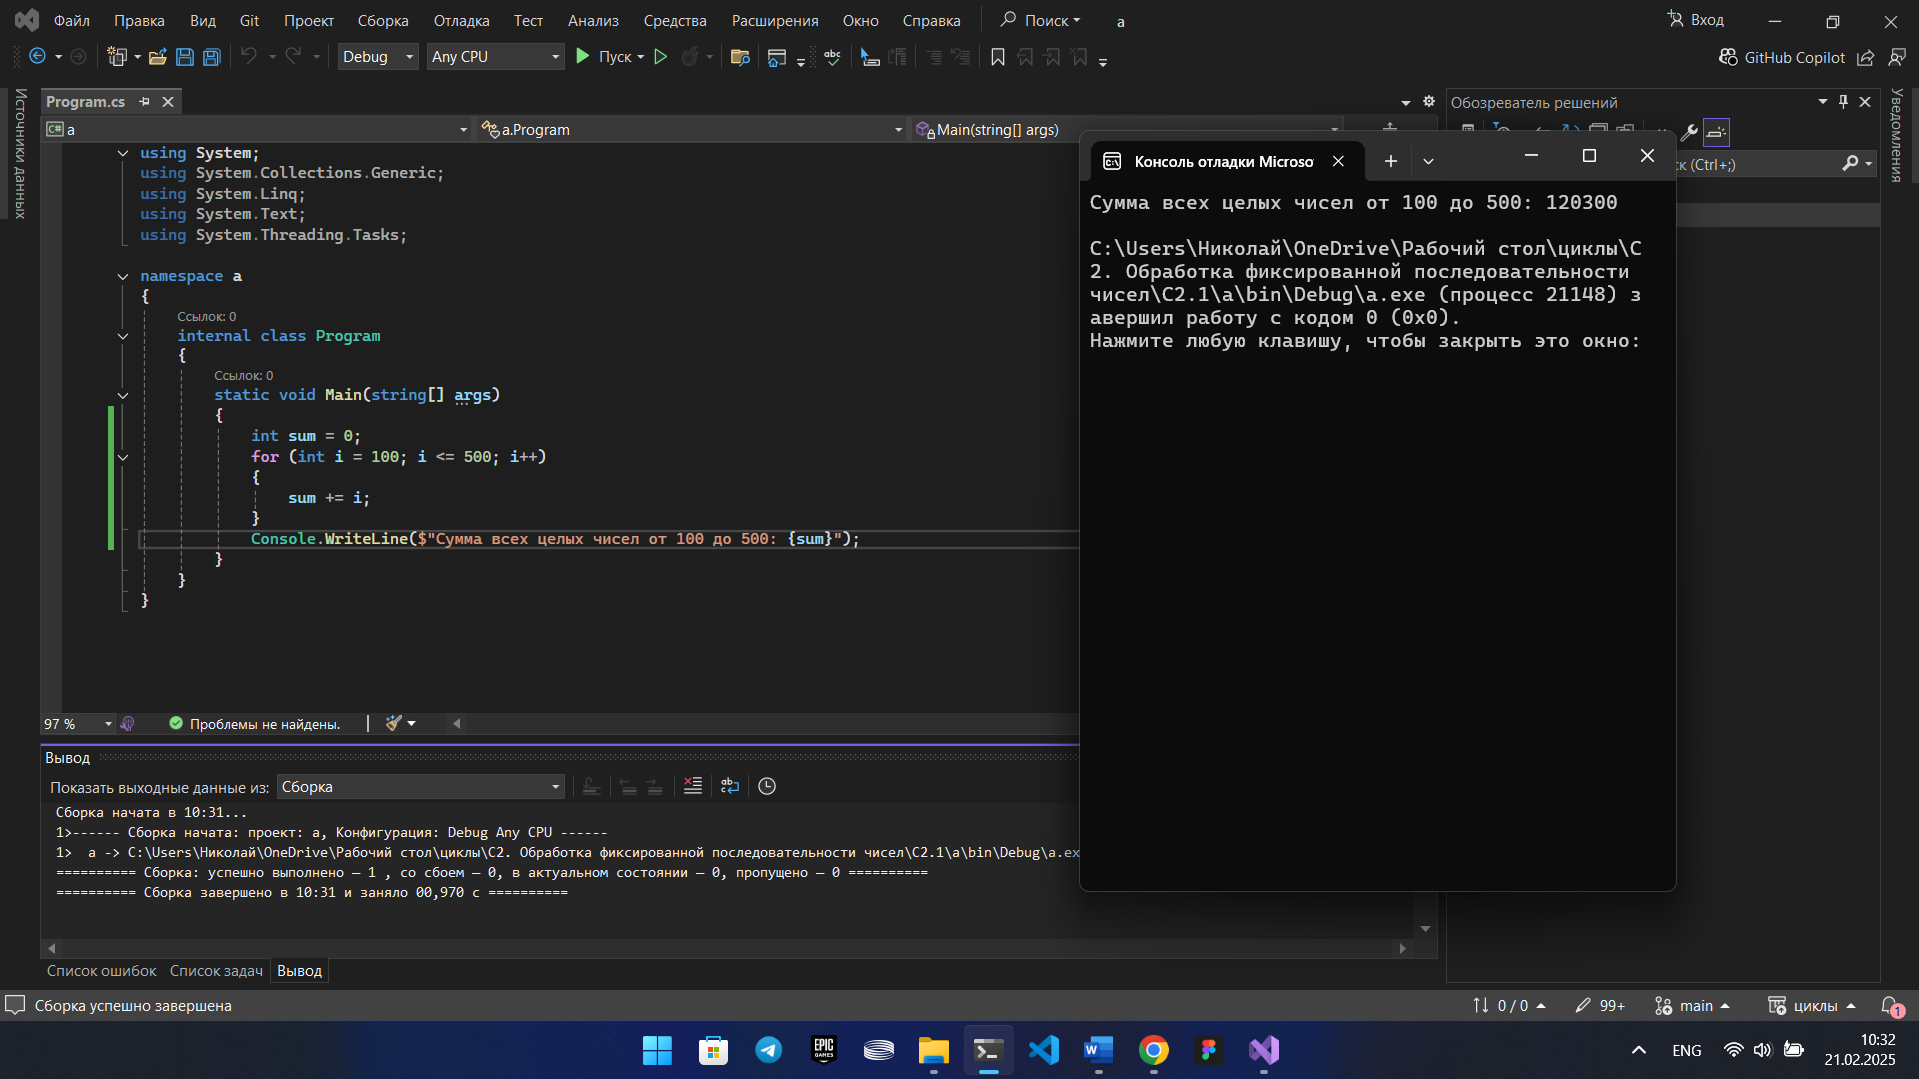 Файл Правка Вид Git Проект Сборка Отладка Тест Анализ Средства Расширения Окно Справка Поиск a Вход
Debug Any CPU Пуск GitHub Copilot
Источники данных
Program.cs
a a.Program Main(string[] args)
using System;
using System.Collections.Generic;
using System.Linq;
using System.Text;
using System.Threading.Tasks;
namespace a
{
Ссылок: 0
internal class Program
{
Ссылок: 0
static void Main(string[] args)
{
int sum = 0;
for (int i = 100; i <= 500; i++)
{
sum += i;
}
Console.WriteLine($"Сумма всех целых чисел от 100 до 500: {sum}");
}
}
}
97 % Проблемы не найдены.
Обозреватель решений
ск (Ctrl+;)
Уведомления
Консоль отладки Microso
Сумма всех целых чисел от 100 до 500: 120300
C:\Users\Николай\OneDrive\Рабочий стол\циклы\С
2. Обработка фиксированной последовательности
чисел\С2.1\a\bin\Debug\a.exe (процесс 21148) з
авершил работу с кодом 0 (0x0).
Нажмите любую клавишу, чтобы закрыть это окно:
Вывод
Показать выходные данные из: Сборка
Сборка начата в 10:31...
1>------ Сборка начата: проект: a, Конфигурация: Debug Any CPU ------
1>  a -> C:\Users\Николай\OneDrive\Рабочий стол\циклы\С2. Обработка фиксированной последовательности чисел\С2.1\a\bin\Debug\a.ex
========== Сборка: успешно выполнено — 1 , со сбоем — 0, в актуальном состоянии — 0, пропущено — 0 ==========
========== Сборка завершено в 10:31 и заняло 00,970 с ==========
Список ошибок Список задач Вывод
Сборка успешно завершена 0 / 0 99+ main циклы 1
EPIC GAMES
ENG 10:32
21.02.2025